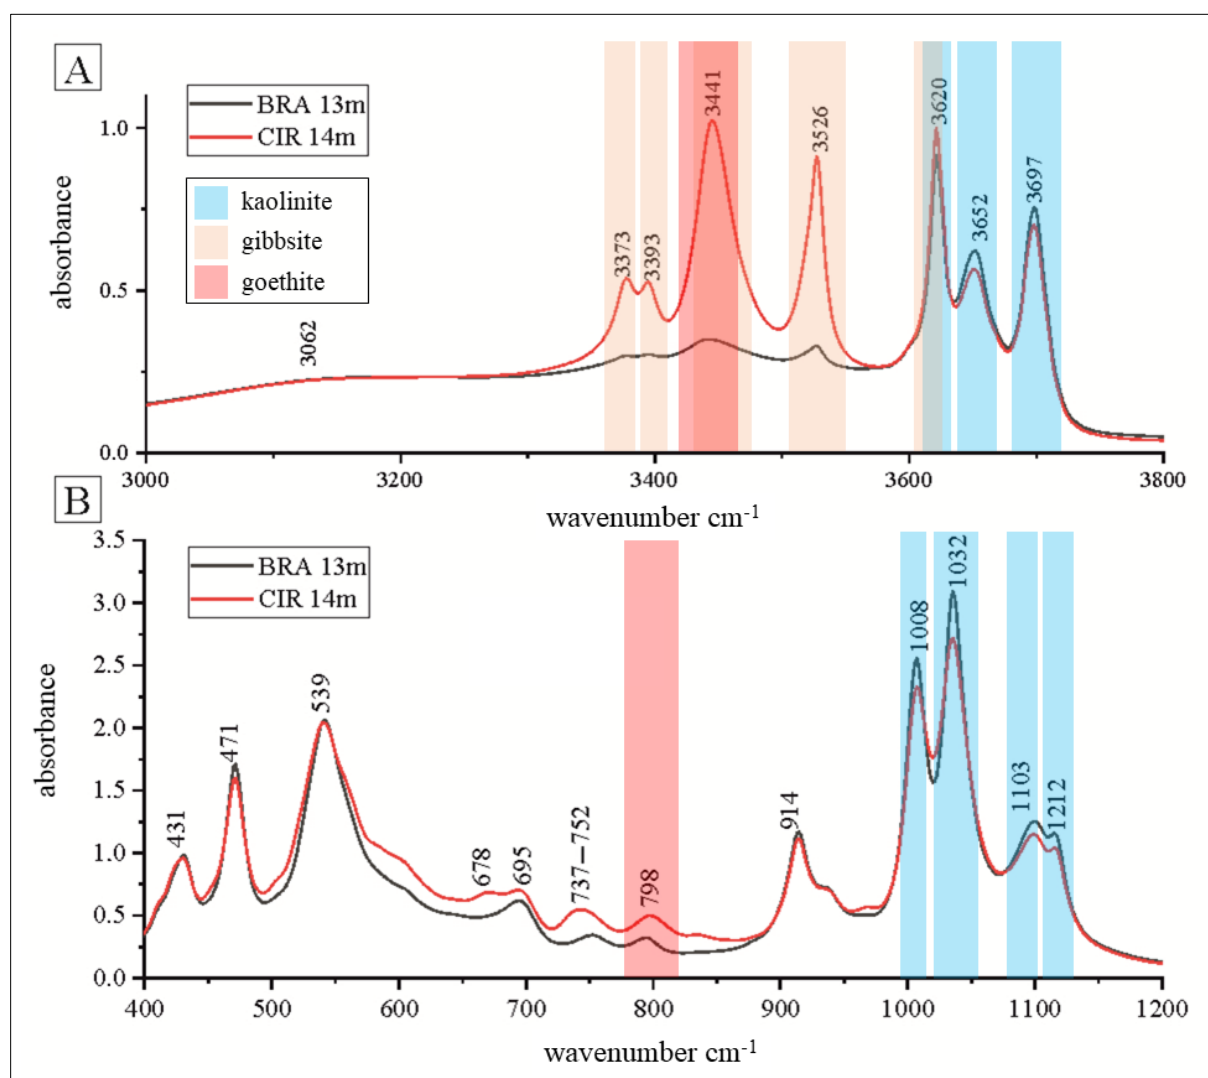 A
BRA 13m
CIR 14m
kaolinite
gibbsite
goethite
absorbance
1.0
0.5
0.0
3062
3373
3393
3441
3526
3620
3652
3697
3000 3200 3400 3600 3800
wavenumber cm-1
B
BRA 13m
CIR 14m
absorbance
3.5
3.0
2.5
2.0
1.5
1.0
0.5
0.0
431
471
539
678
695
737–752
798
914
1008
1032
1103
1212
400 500 600 700 800 900 1000 1100 1200
wavenumber cm-1